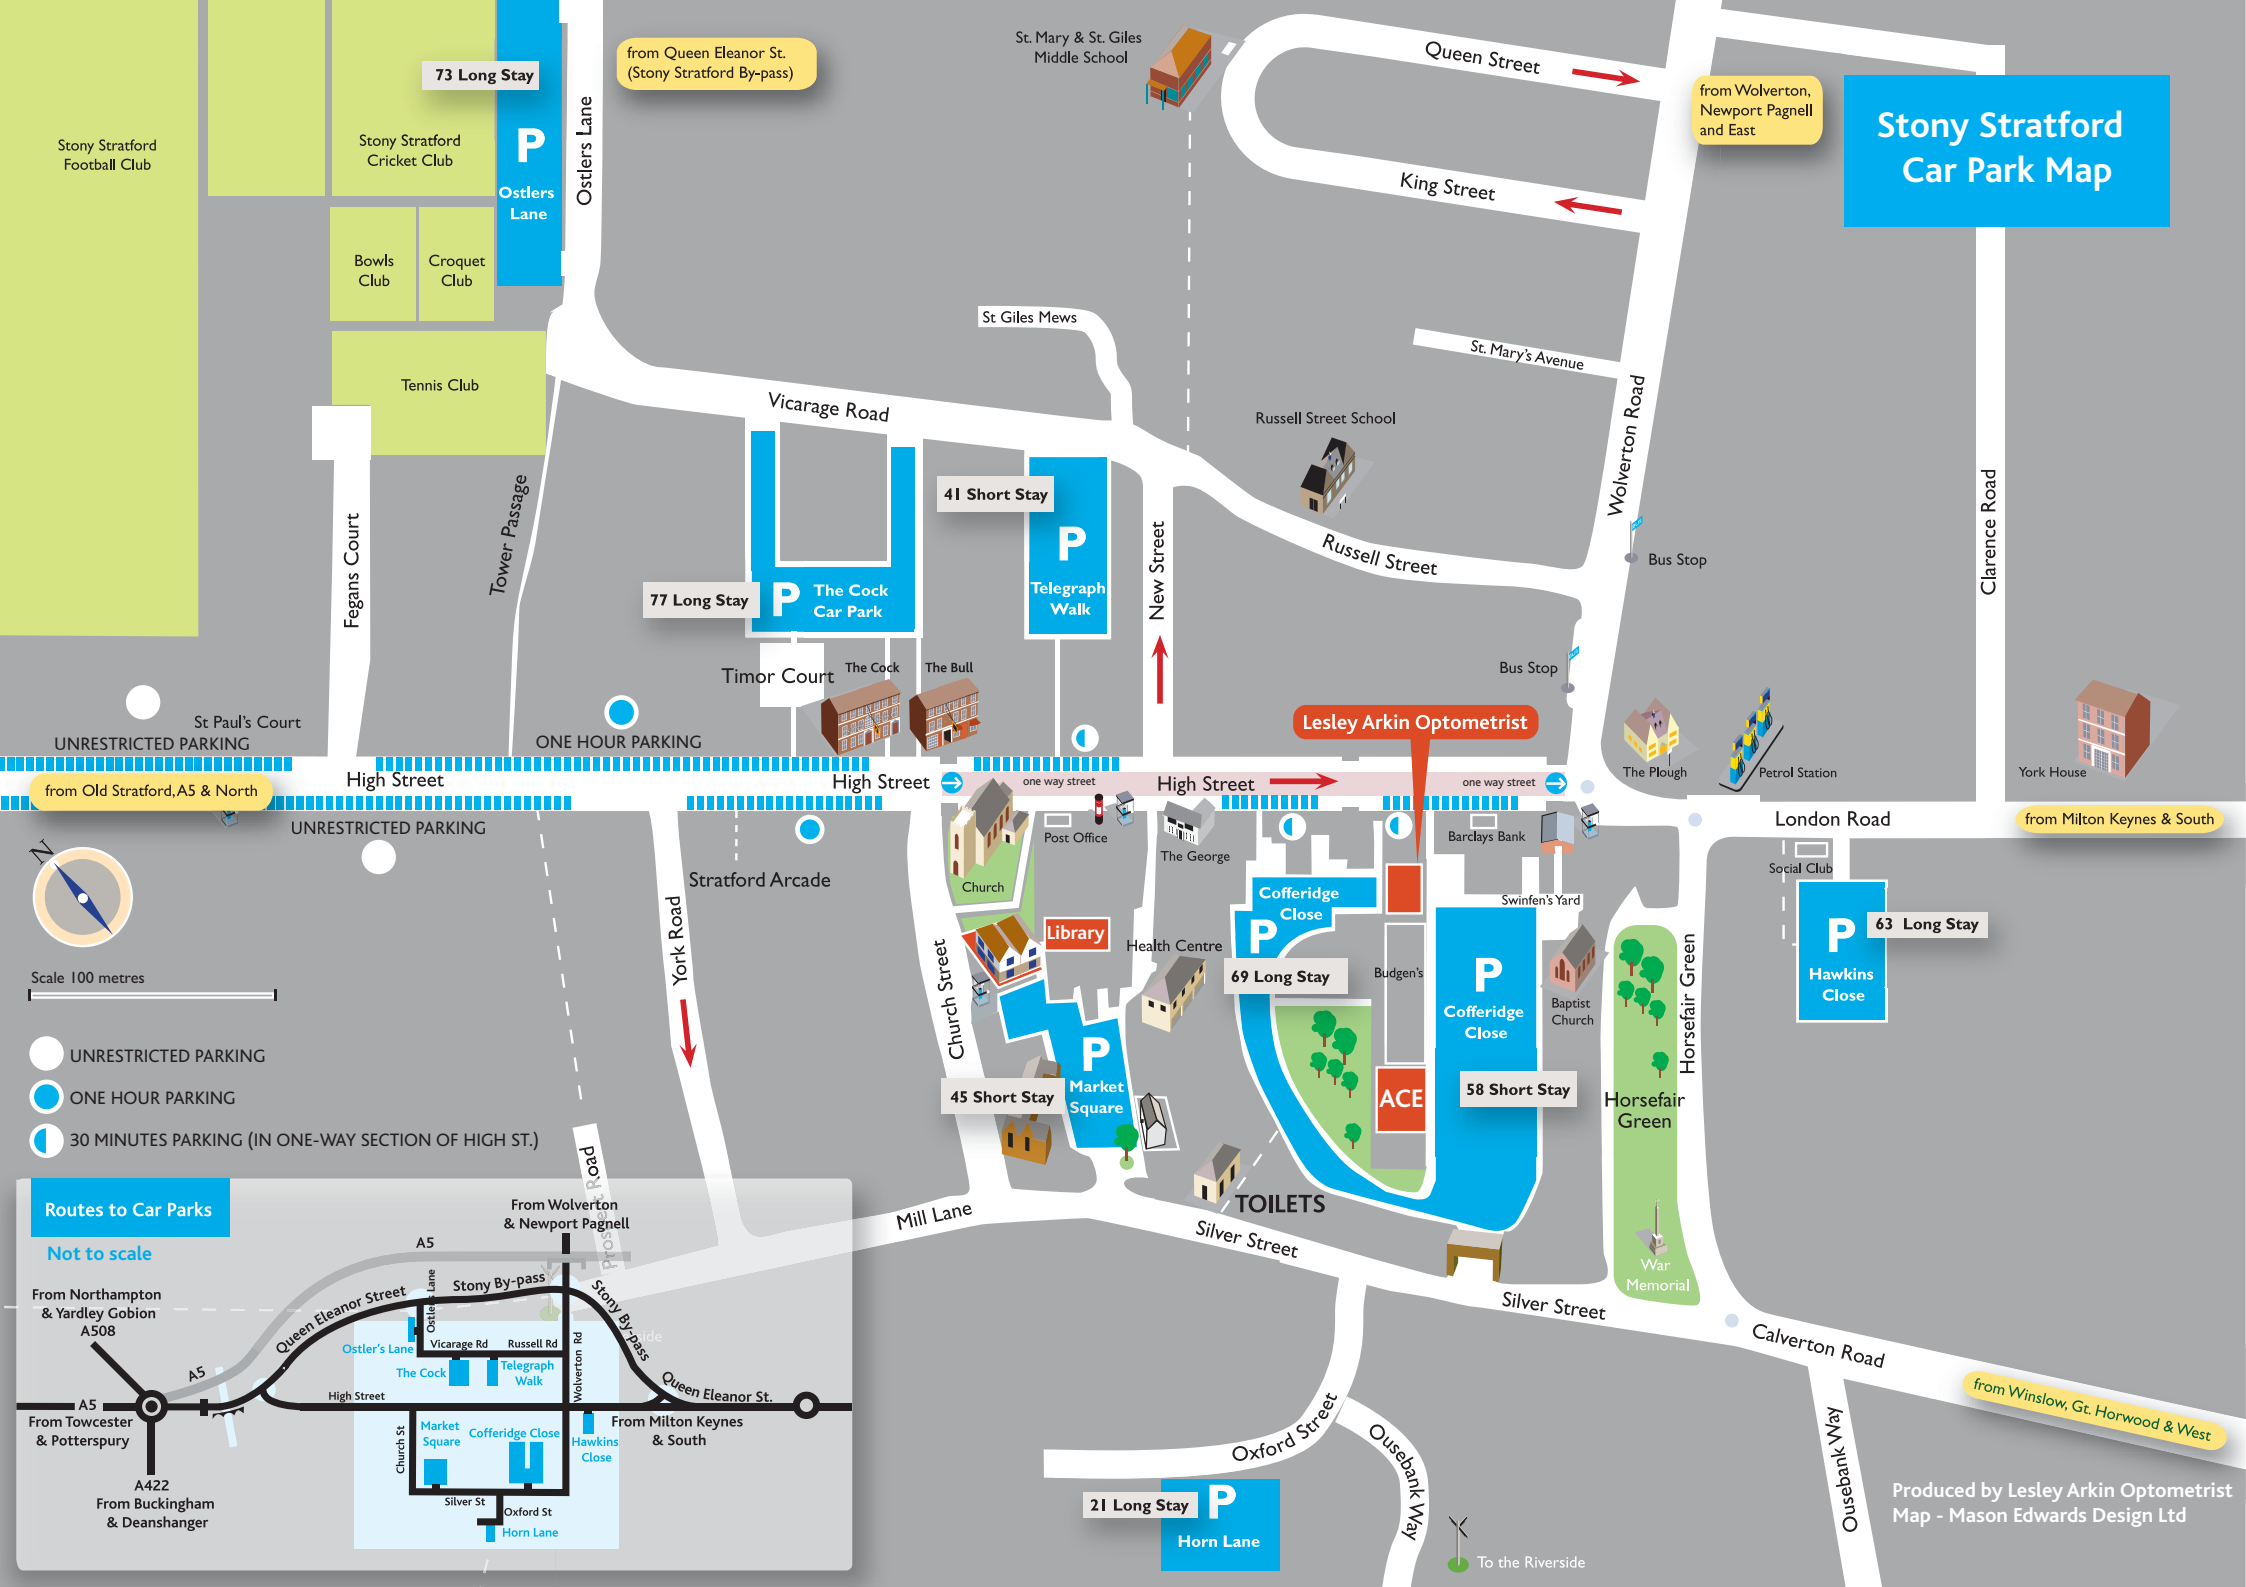 Stony Stratford
Car Park Map
St. Mary & St. Giles
Middle School
Queen Street
King Street
from Wolverton,
Newport Pagnell
and East
from Queen Eleanor St.
(Stony Stratford By-pass)
73 Long Stay
P
Ostlers
Lane
Ostlers Lane
Stony Stratford
Football Club
Stony Stratford
Cricket Club
Bowls
Club
Croquet
Club
Tennis Club
St Giles Mews
St. Mary's Avenue
Vicarage Road
Russell Street School
Wolverton Road
Clarence Road
Fegans Court
Tower Passage
41 Short Stay
P
Telegraph
Walk
77 Long Stay
P
The Cock
Car Park
New Street
Russell Street
Bus Stop
Bus Stop
Timor Court
The Cock
The Bull
St Paul's Court
UNRESTRICTED PARKING
ONE HOUR PARKING
Lesley Arkin Optometrist
The Plough
Petrol Station
York House
from Old Stratford, A5 & North
High Street
High Street
one way street
High Street
one way street
UNRESTRICTED PARKING
London Road
from Milton Keynes & South
Post Office
The George
Barclays Bank
Church
Stratford Arcade
York Road
Church Street
Library
Health Centre
Cofferidge
Close
P
69 Long Stay
Budgen's
Swinfen's Yard
P
Cofferidge
Close
58 Short Stay
Baptist
Church
Horsefair Green
Horsefair
Green
Social Club
P
63 Long Stay
Hawkins
Close
N
Scale 100 metres
UNRESTRICTED PARKING
ONE HOUR PARKING
30 MINUTES PARKING (IN ONE-WAY SECTION OF HIGH ST.)
P
Market
Square
45 Short Stay
ACE
TOILETS
Mill Lane
Silver Street
Silver Street
War
Memorial
Calverton Road
from Winslow, Gt. Horwood & West
Oxford Street
Ousebank Way
Ousebank Way
21 Long Stay
P
Horn Lane
To the Riverside
Produced by Lesley Arkin Optometrist
Map - Mason Edwards Design Ltd
Prospect Road
Routes to Car Parks
Not to scale
From Wolverton
& Newport Pagnell
A5
Stony By-pass
Stony By-pass
Queen Eleanor Street
Ostlers Lane
From Northampton
& Yardley Gobion
A508
A5
Ostler's Lane
Vicarage Rd
Russell Rd
The Cock
Telegraph
Walk
Wolverton Rd
Queen Eleanor St.
High Street
A5
From Towcester
& Potterspury
From Milton Keynes
& South
Church St
Market
Square
Cofferidge Close
Hawkins
Close
A422
From Buckingham
& Deanshanger
Silver St
Oxford St
Horn Lane